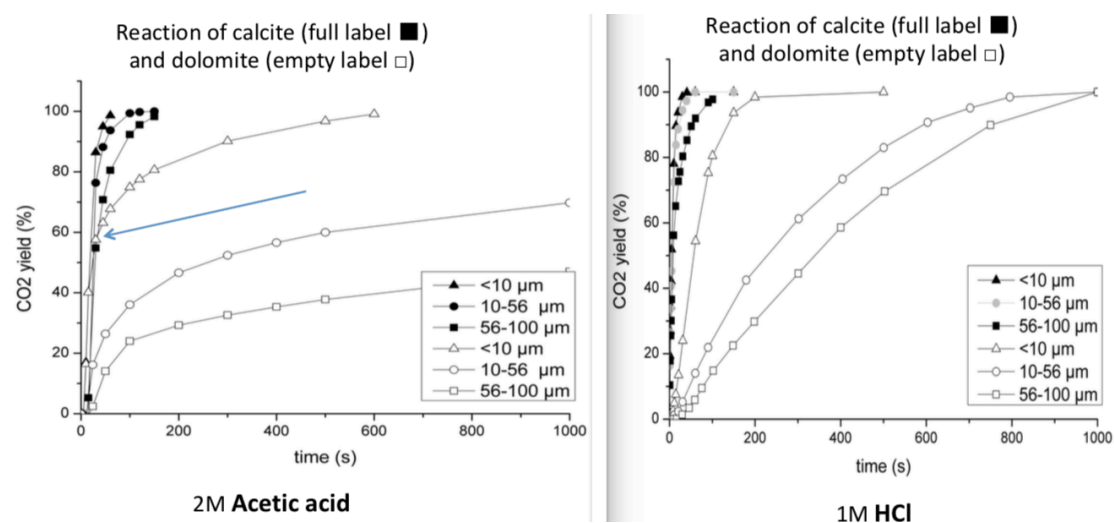 Reaction of calcite (full label ■)
and dolomite (empty label □)
100
80
60
40
20
0
CO2 yield (%)
<10 µm
10-56 µm
56-100 µm
<10 µm
10-56 µm
56-100 µm
0 200 400 600 800 1000
time (s)
2M Acetic acid
Reaction of calcite (full label ■)
and dolomite (empty label □)
100
80
60
40
20
0
CO2 yield (%)
<10 µm
10-56 µm
56-100 µm
<10 µm
10-56 µm
56-100 µm
0 200 400 600 800 1000
time (s)
1M HCl